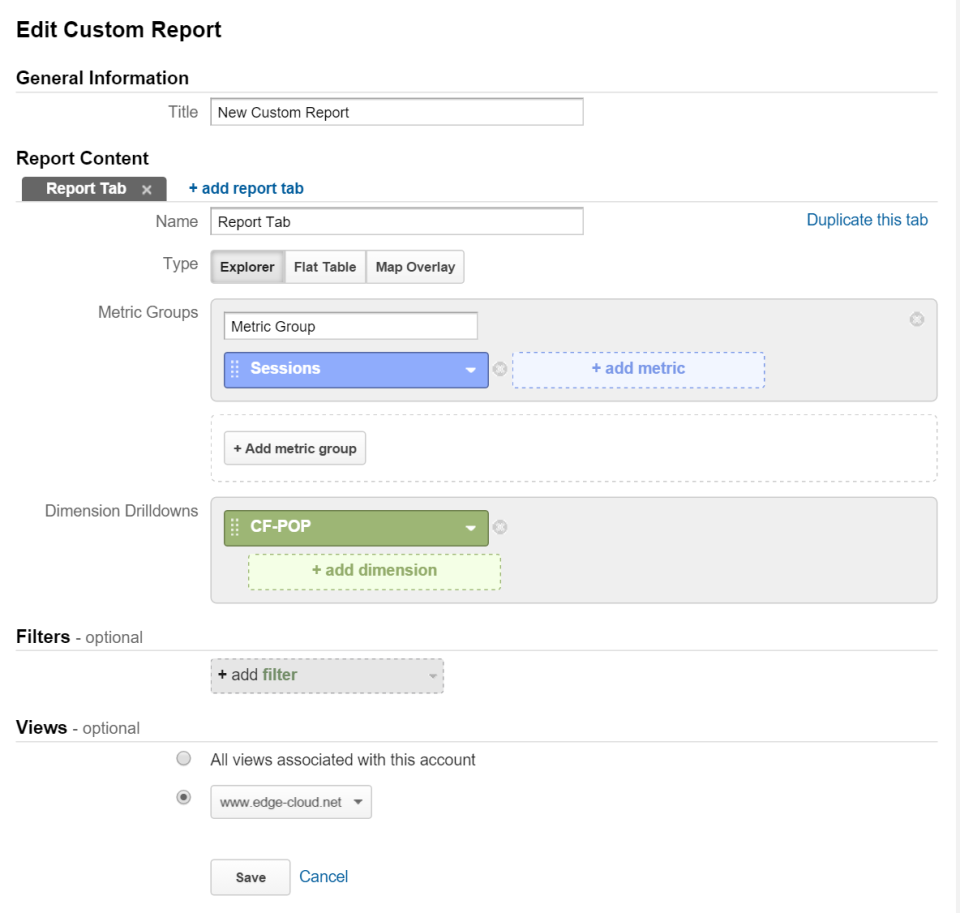 Edit Custom Report
General Information
Title New Custom Report
Report Content
Report Tab x + add report tab
Name Report Tab Duplicate this tab
Type Explorer Flat Table Map Overlay
Metric Groups
Metric Group
Sessions + add metric
+ Add metric group
Dimension Drilldowns
CF-POP
+ add dimension
Filters - optional
+ add filter
Views - optional
All views associated with this account
www.edge-cloud.net
Save Cancel